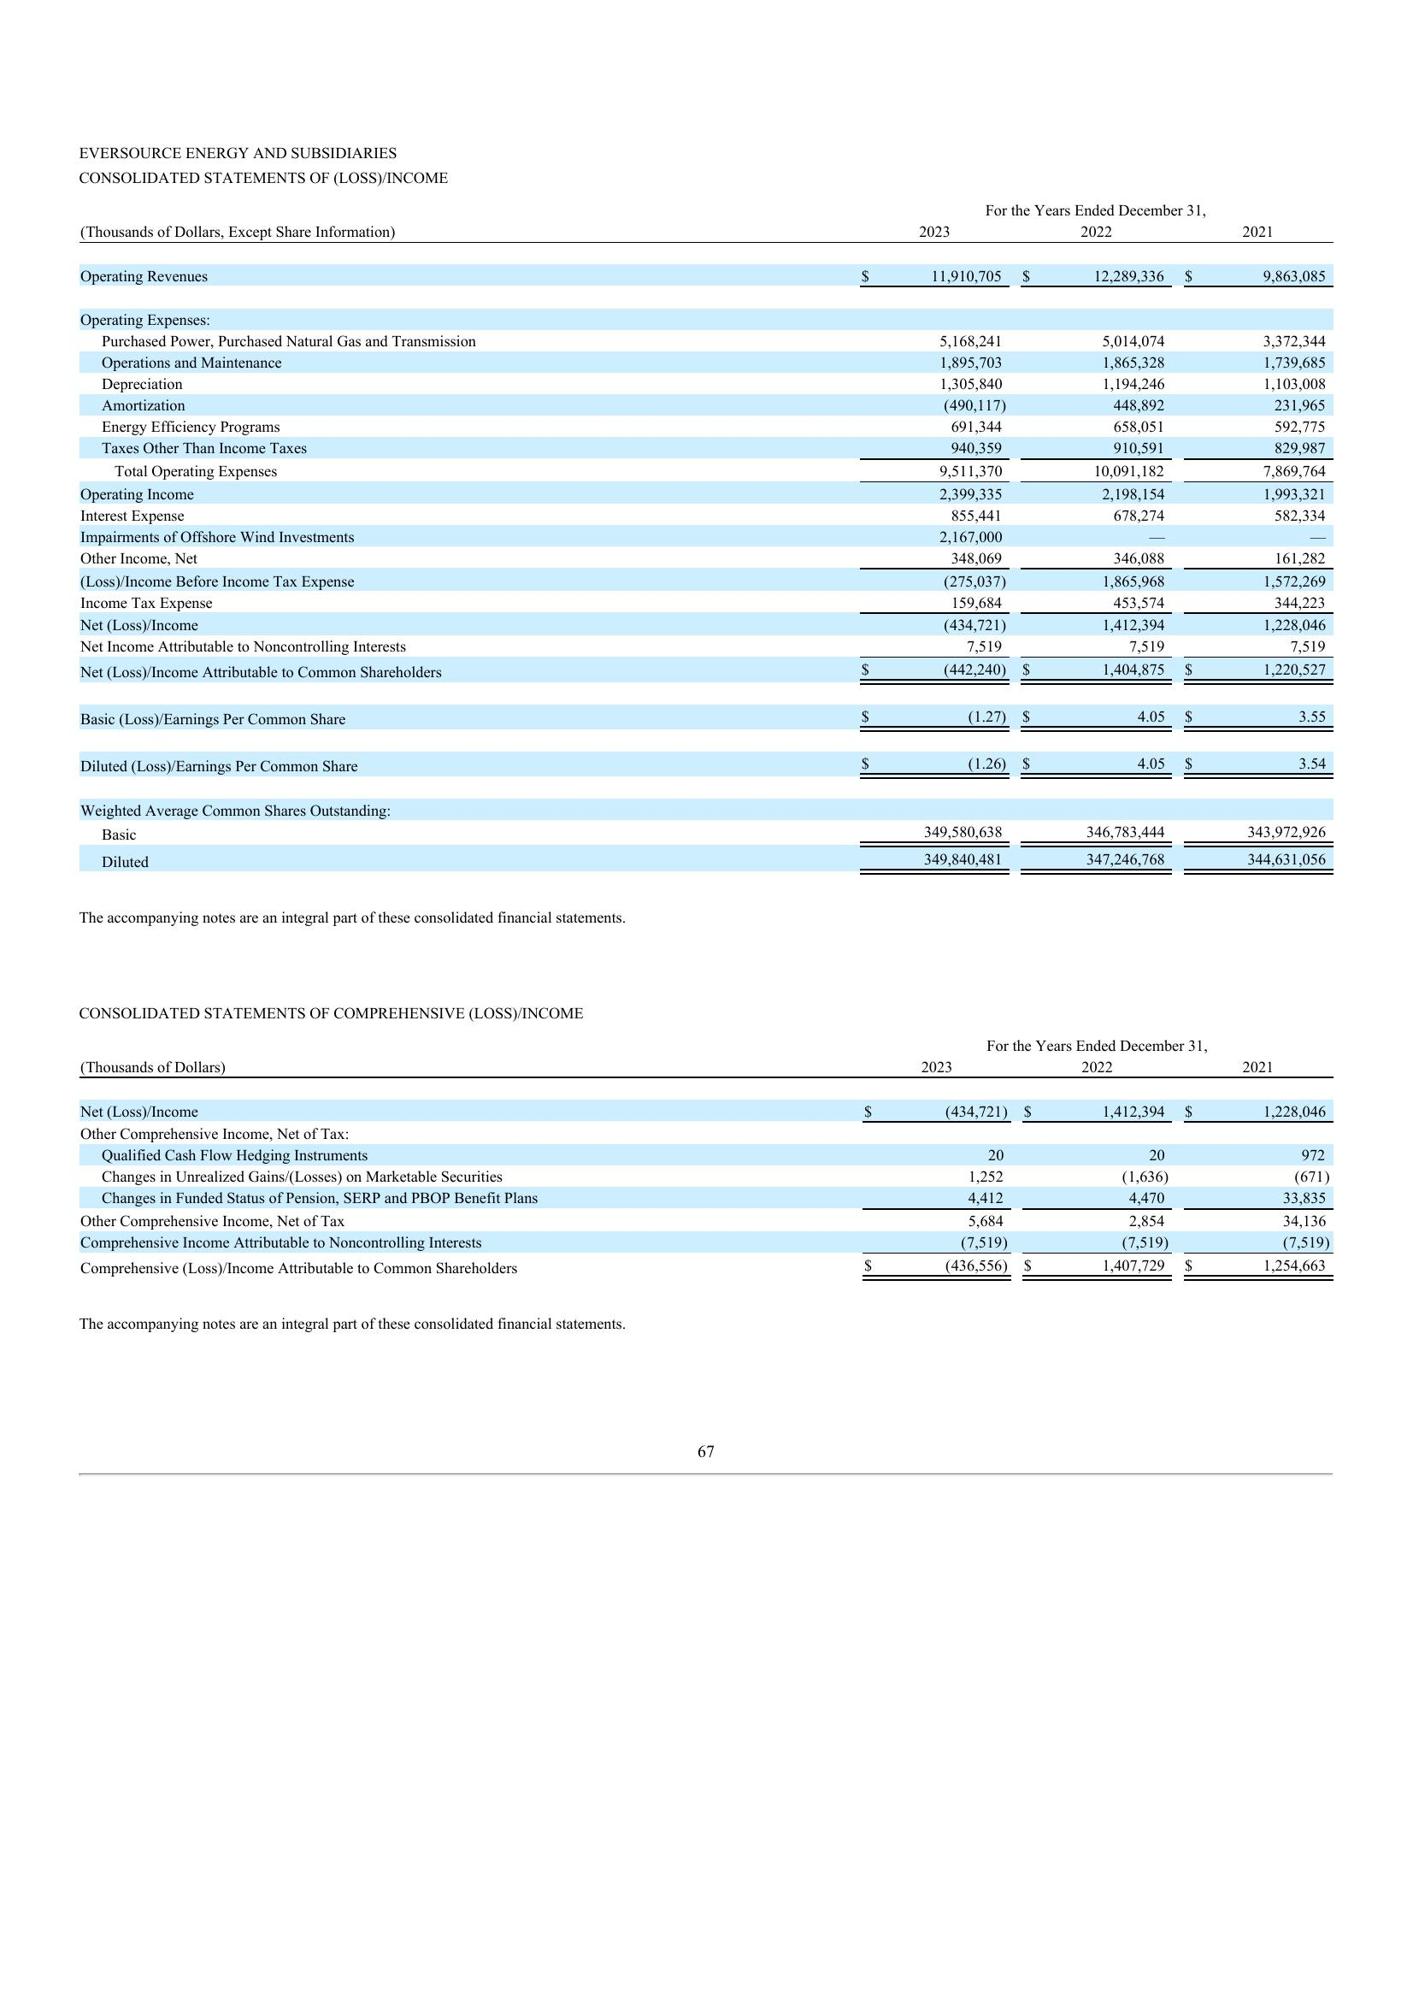 EVERSOURCE ENERGY AND SUBSIDIARIES
CONSOLIDATED STATEMENTS OF (LOSS)/INCOME
For the Years Ended December 31,
(Thousands of Dollars, Except Share Information) 2023 2022 2021
Operating Revenues $ 11,910,705 $ 12,289,336 $ 9,863,085
Operating Expenses:
Purchased Power, Purchased Natural Gas and Transmission 5,168,241 5,014,074 3,372,344
Operations and Maintenance 1,895,703 1,865,328 1,739,685
Depreciation 1,305,840 1,194,246 1,103,008
Amortization (490,117) 448,892 231,965
Energy Efficiency Programs 691,344 658,051 592,775
Taxes Other Than Income Taxes 940,359 910,591 829,987
Total Operating Expenses 9,511,370 10,091,182 7,869,764
Operating Income 2,399,335 2,198,154 1,993,321
Interest Expense 855,441 678,274 582,334
Impairments of Offshore Wind Investments 2,167,000 — —
Other Income, Net 348,069 346,088 161,282
(Loss)/Income Before Income Tax Expense (275,037) 1,865,968 1,572,269
Income Tax Expense 159,684 453,574 344,223
Net (Loss)/Income (434,721) 1,412,394 1,228,046
Net Income Attributable to Noncontrolling Interests 7,519 7,519 7,519
Net (Loss)/Income Attributable to Common Shareholders $ (442,240) $ 1,404,875 $ 1,220,527
Basic (Loss)/Earnings Per Common Share $ (1.27) $ 4.05 $ 3.55
Diluted (Loss)/Earnings Per Common Share $ (1.26) $ 4.05 $ 3.54
Weighted Average Common Shares Outstanding:
Basic 349,580,638 346,783,444 343,972,926
Diluted 349,840,481 347,246,768 344,631,056
The accompanying notes are an integral part of these consolidated financial statements.
CONSOLIDATED STATEMENTS OF COMPREHENSIVE (LOSS)/INCOME
For the Years Ended December 31,
(Thousands of Dollars) 2023 2022 2021
Net (Loss)/Income $ (434,721) $ 1,412,394 $ 1,228,046
Other Comprehensive Income, Net of Tax:
Qualified Cash Flow Hedging Instruments 20 20 972
Changes in Unrealized Gains/(Losses) on Marketable Securities 1,252 (1,636) (671)
Changes in Funded Status of Pension, SERP and PBOP Benefit Plans 4,412 4,470 33,835
Other Comprehensive Income, Net of Tax 5,684 2,854 34,136
Comprehensive Income Attributable to Noncontrolling Interests (7,519) (7,519) (7,519)
Comprehensive (Loss)/Income Attributable to Common Shareholders $ (436,556) $ 1,407,729 $ 1,254,663
The accompanying notes are an integral part of these consolidated financial statements.
67